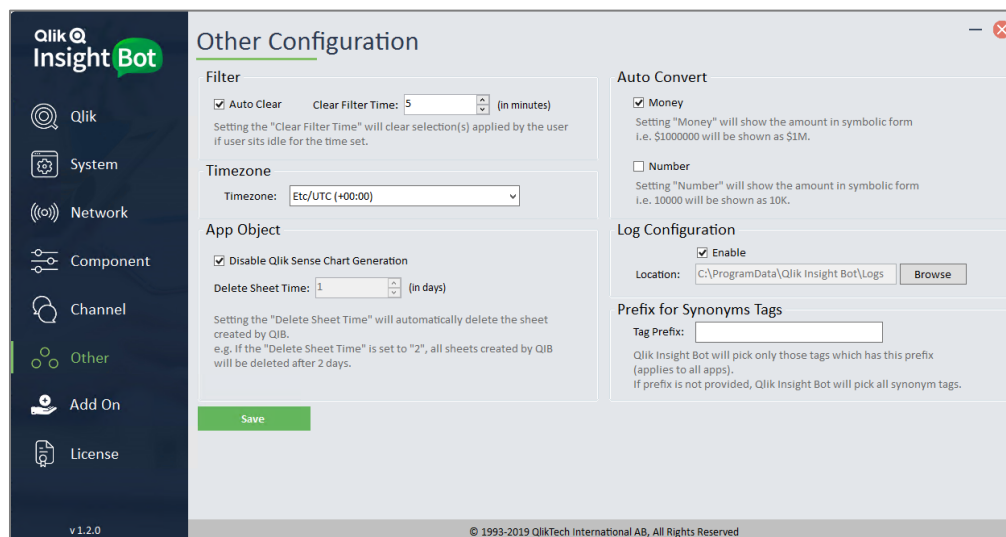 Qlik Q
Insight Bot
Qlik
System
Network
Component
Channel
Other
Add On
License
v 1.2.0
Other Configuration
Filter
Auto Clear Clear Filter Time: 5 (in minutes)
Setting the "Clear Filter Time" will clear selection(s) applied by the user
if user sits idle for the time set.
Timezone
Timezone: Etc/UTC (+00:00)
App Object
Disable Qlik Sense Chart Generation
Delete Sheet Time: 1 (in days)
Setting the "Delete Sheet Time" will automatically delete the sheet
created by QIB.
e.g. If the "Delete Sheet Time" is set to "2", all sheets created by QIB
will be deleted after 2 days.
Save
Auto Convert
Money
Setting "Money" will show the amount in symbolic form
i.e. $1000000 will be shown as $1M.
Number
Setting "Number" will show the amount in symbolic form
i.e. 10000 will be shown as 10K.
Log Configuration
Enable
Location: C:\ProgramData\Qlik Insight Bot\Logs Browse
Prefix for Synonyms Tags
Tag Prefix:
Qlik Insight Bot will pick only those tags which has this prefix
(applies to all apps).
If prefix is not provided, Qlik Insight Bot will pick all synonym tags.
© 1993-2019 QlikTech International AB, All Rights Reserved